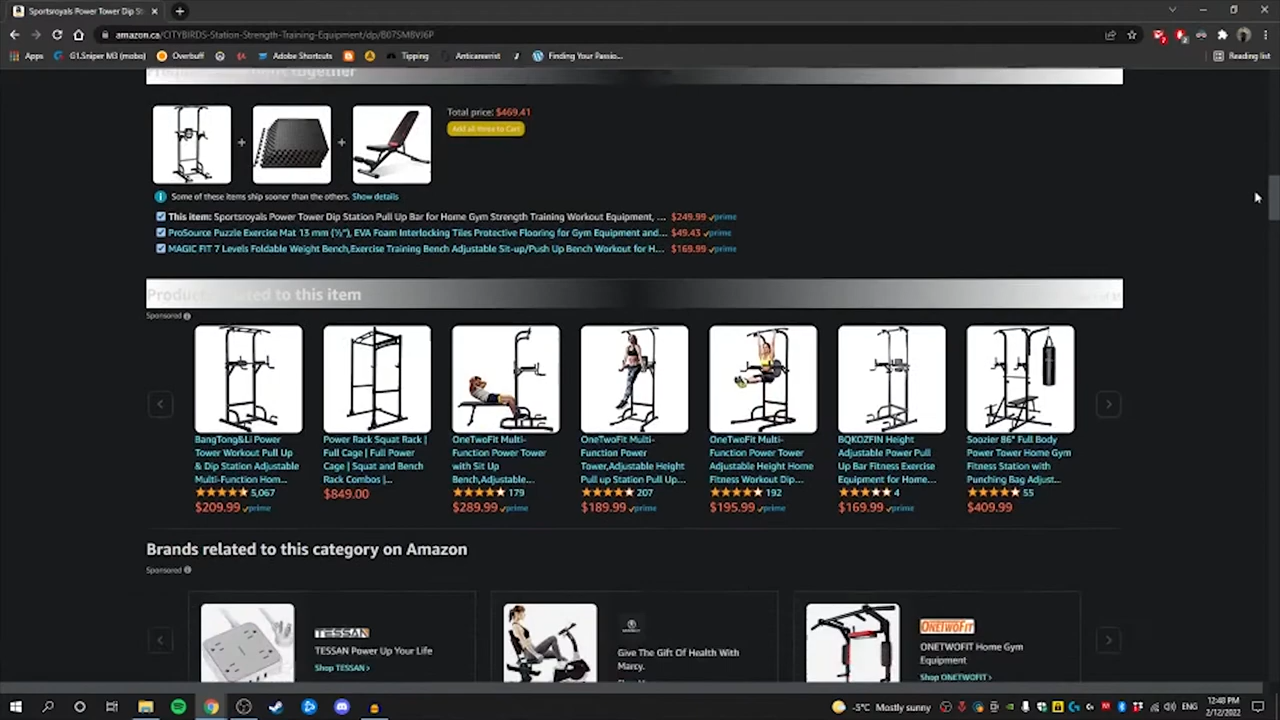 Sportsroyals Power Tower Dip St
amazon.ca/CITYBIRDS-Station-Strength-Training-Equipment/dp/B07SMBVJ6P
Apps
G1.Sniper M3 (mobo)
Overbuff
Adobe Shortcuts
Tipping
Anticareerist
Finding Your Passio...
Reading list
together
Total price: $469.41
Add all three to Cart
Some of these items ship sooner than the others. Show details
This item: Sportsroyals Power Tower Dip Station Pull Up Bar for Home Gym Strength Training Workout Equipment, ... $249.99 prime
ProSource Puzzle Exercise Mat 13 mm (½"), EVA Foam Interlocking Tiles Protective Flooring for Gym Equipment and... $49.43 prime
MAGIC FIT 7 Levels Foldable Weight Bench,Exercise Training Bench Adjustable Sit-up/Push Up Bench Workout for H... $169.99 prime
Products related to this item
Sponsored
BangTong&Li Power
Tower Workout Pull Up
& Dip Station Adjustable
Multi-Function Hom...
5,067
$209.99 prime
Power Rack Squat Rack |
Full Cage | Full Power
Cage | Squat and Bench
Rack Combos |...
$849.00
OneTwoFit Multi-
Function Power Tower
with Sit Up
Bench,Adjustable...
179
$289.99 prime
OneTwoFit Multi-
Function Power
Tower,Adjustable Height
Pull up Station Pull Up...
207
$189.99 prime
OneTwoFit Multi-
Function Power Tower
Adjustable Height Home
Fitness Workout Dip...
192
$195.99 prime
BQKOZFIN Height
Adjustable Power Pull
Up Bar Fitness Exercise
Equipment for Home...
4
$169.99 prime
Soozier 86" Full Body
Power Tower Home Gym
Fitness Station with
Punching Bag Adjust...
55
$409.99
Brands related to this category on Amazon
Sponsored
TESSAN
TESSAN Power Up Your Life
Shop TESSAN ›
Give The Gift Of Health With
Marcy.
ONETWOFIT
ONETWOFIT Home Gym
Equipment
Shop ONETWOFIT ›
-5°C Mostly sunny
12:48 PM
2/12/2022